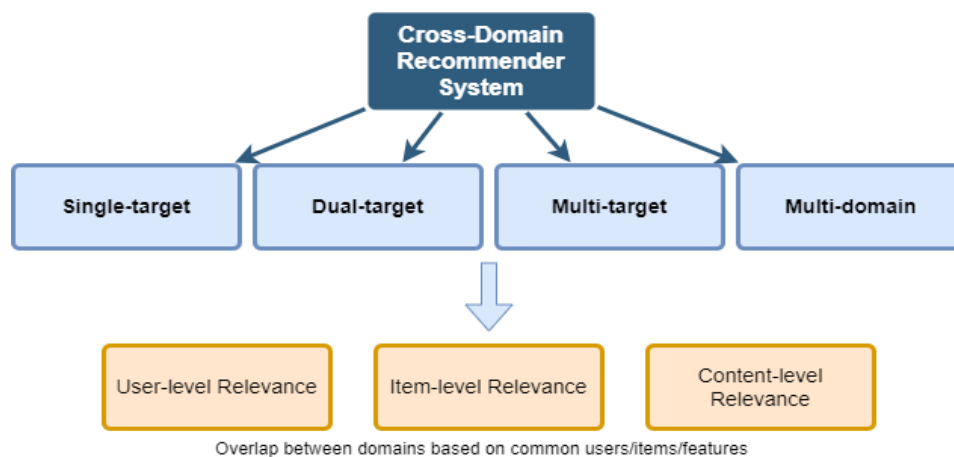 Cross-Domain
Recommender
System
Single-target
Dual-target
Multi-target
Multi-domain
User-level Relevance
Item-level Relevance
Content-level
Relevance
Overlap between domains based on common users/items/features